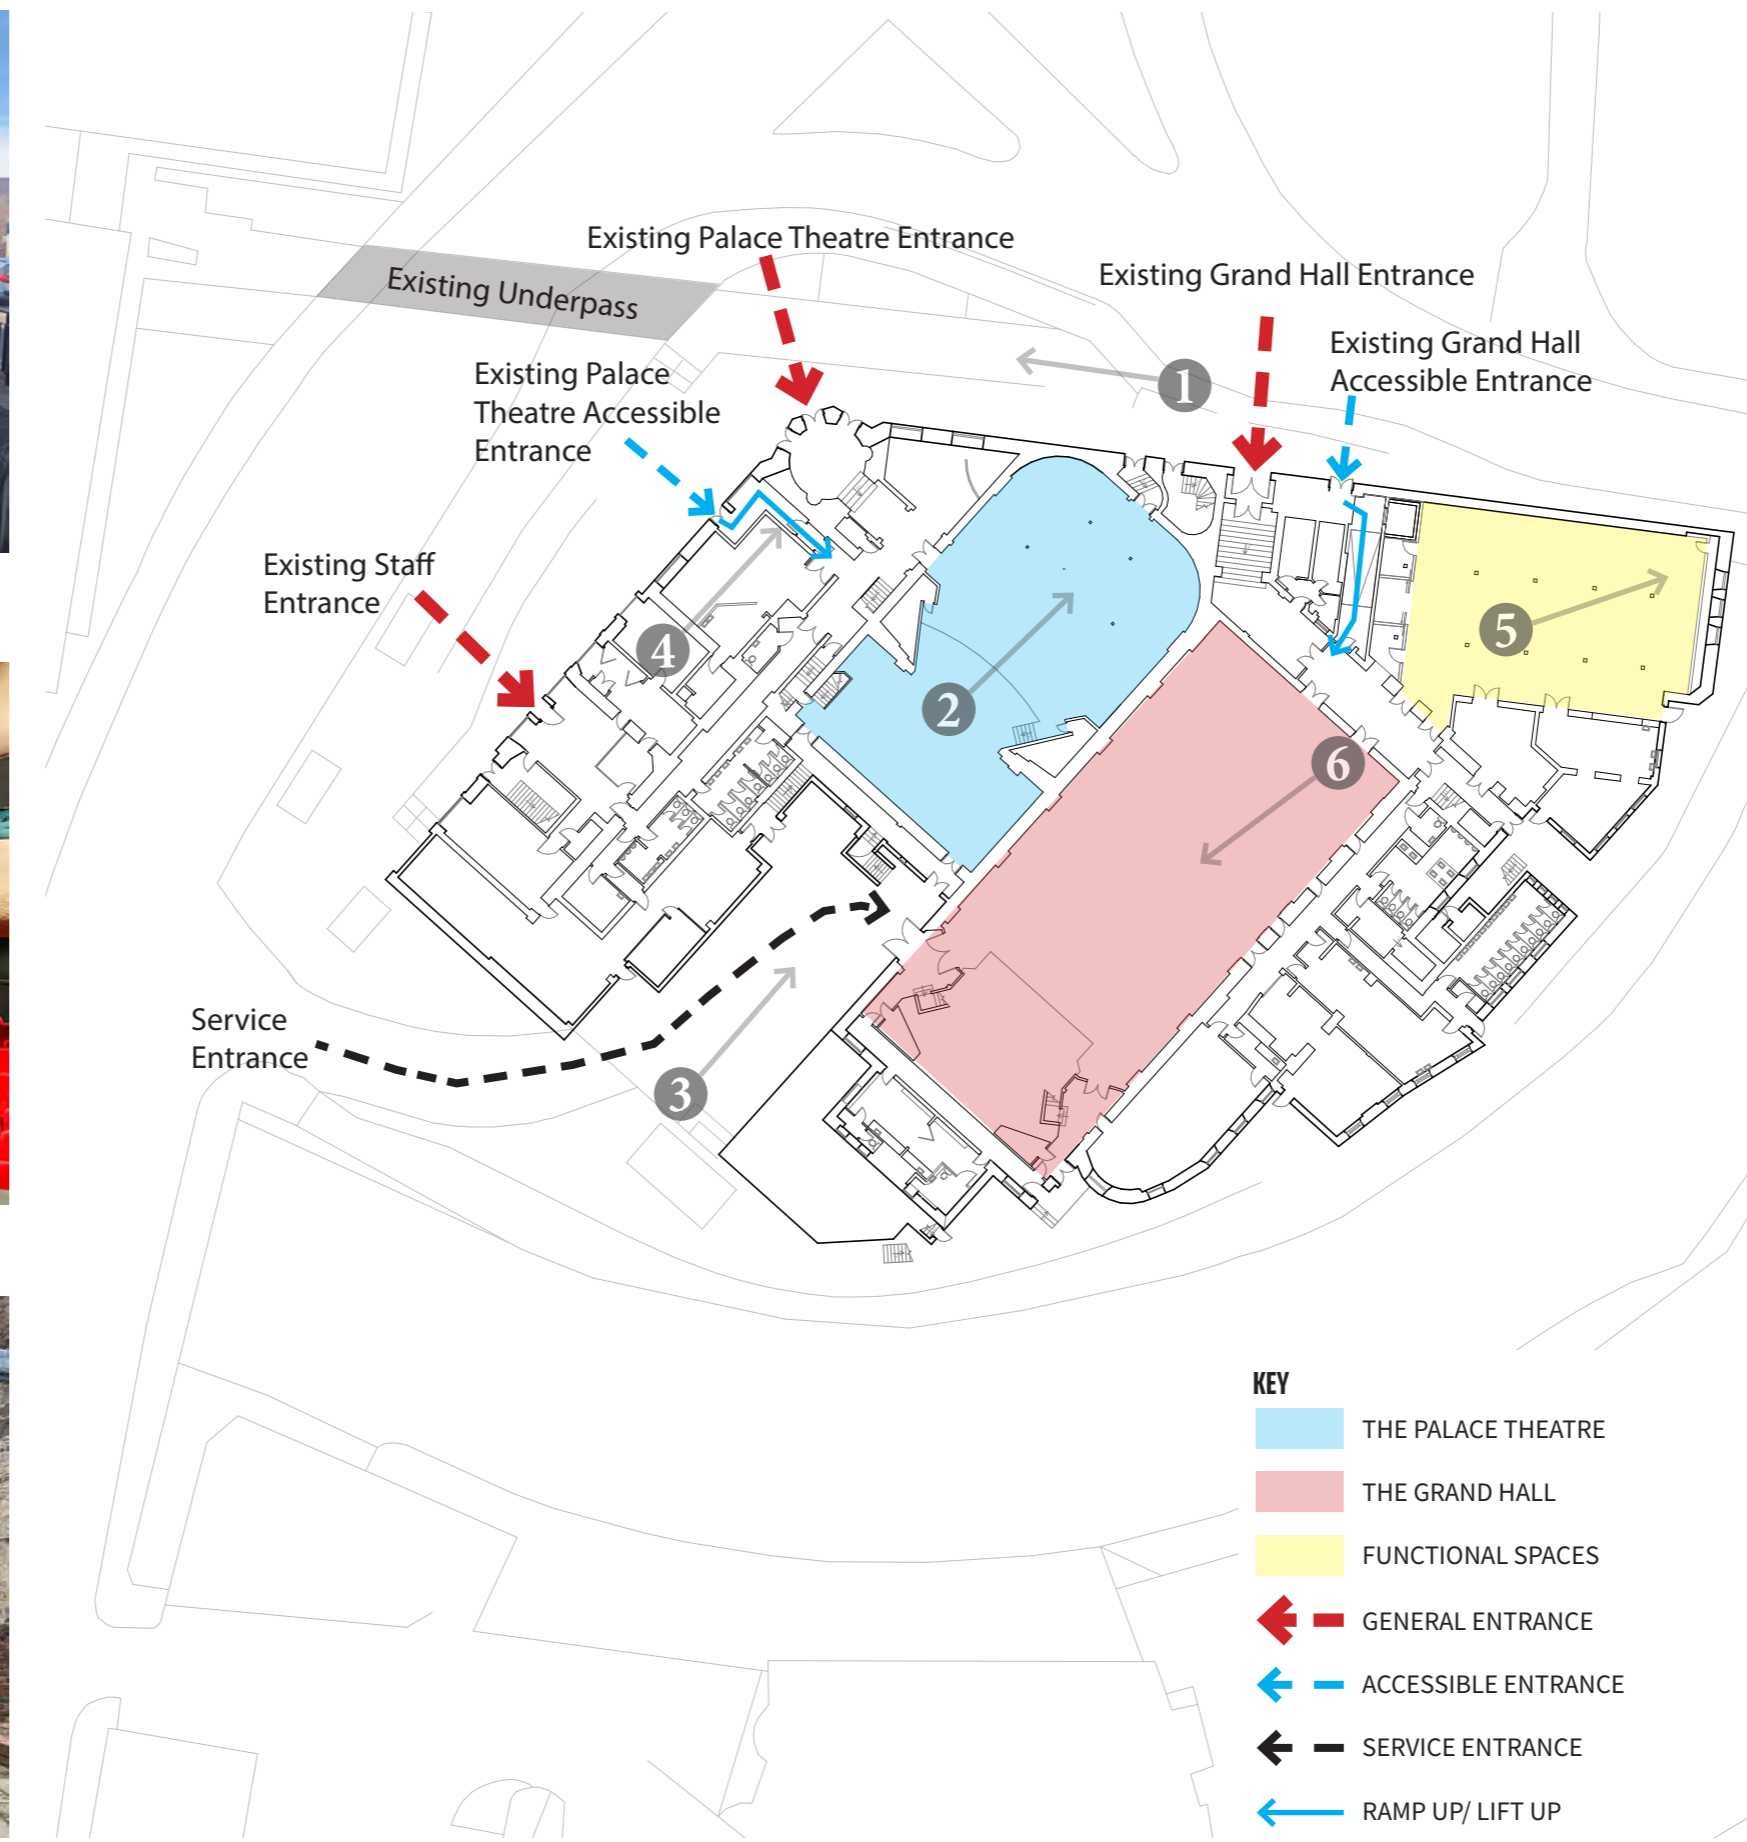 Existing Palace Theatre Entrance
Existing Grand Hall Entrance
Existing Underpass
Existing Grand Hall
Accessible Entrance
Existing Palace
Theatre Accessible
Entrance
1
Existing Staff
Entrance
4
5
2
6
Service
Entrance
3
KEY
THE PALACE THEATRE
THE GRAND HALL
FUNCTIONAL SPACES
GENERAL ENTRANCE
ACCESSIBLE ENTRANCE
SERVICE ENTRANCE
RAMP UP/ LIFT UP